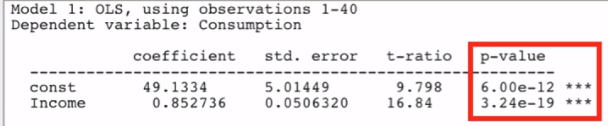 Model 1: OLS, using observations 1-40
Dependent variable: Consumption
coefficient std. error t-ratio p-value
const 49.1334 5.01449 9.798 6.00e-12 ***
Income 0.852736 0.0506320 16.84 3.24e-19 ***